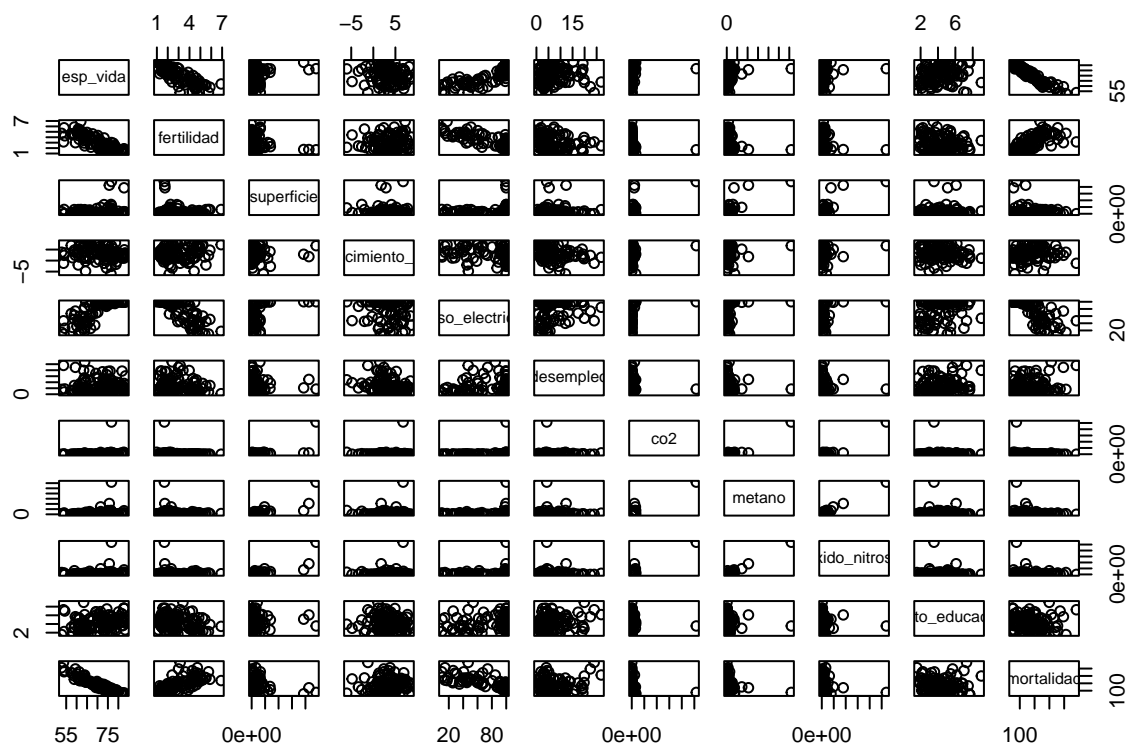 1 4 7 −5 5 0 15 0 2 6
esp_vida 55
1 7 fertilidad
superficie 0e+00
−5 cimiento_
so_electric 20
0 desempleo
co2 0e+00
0 metano
xido_nitros 0e+00
2 to_educac
mortalidad 100
55 75 0e+00 20 80 0e+00 0e+00 100